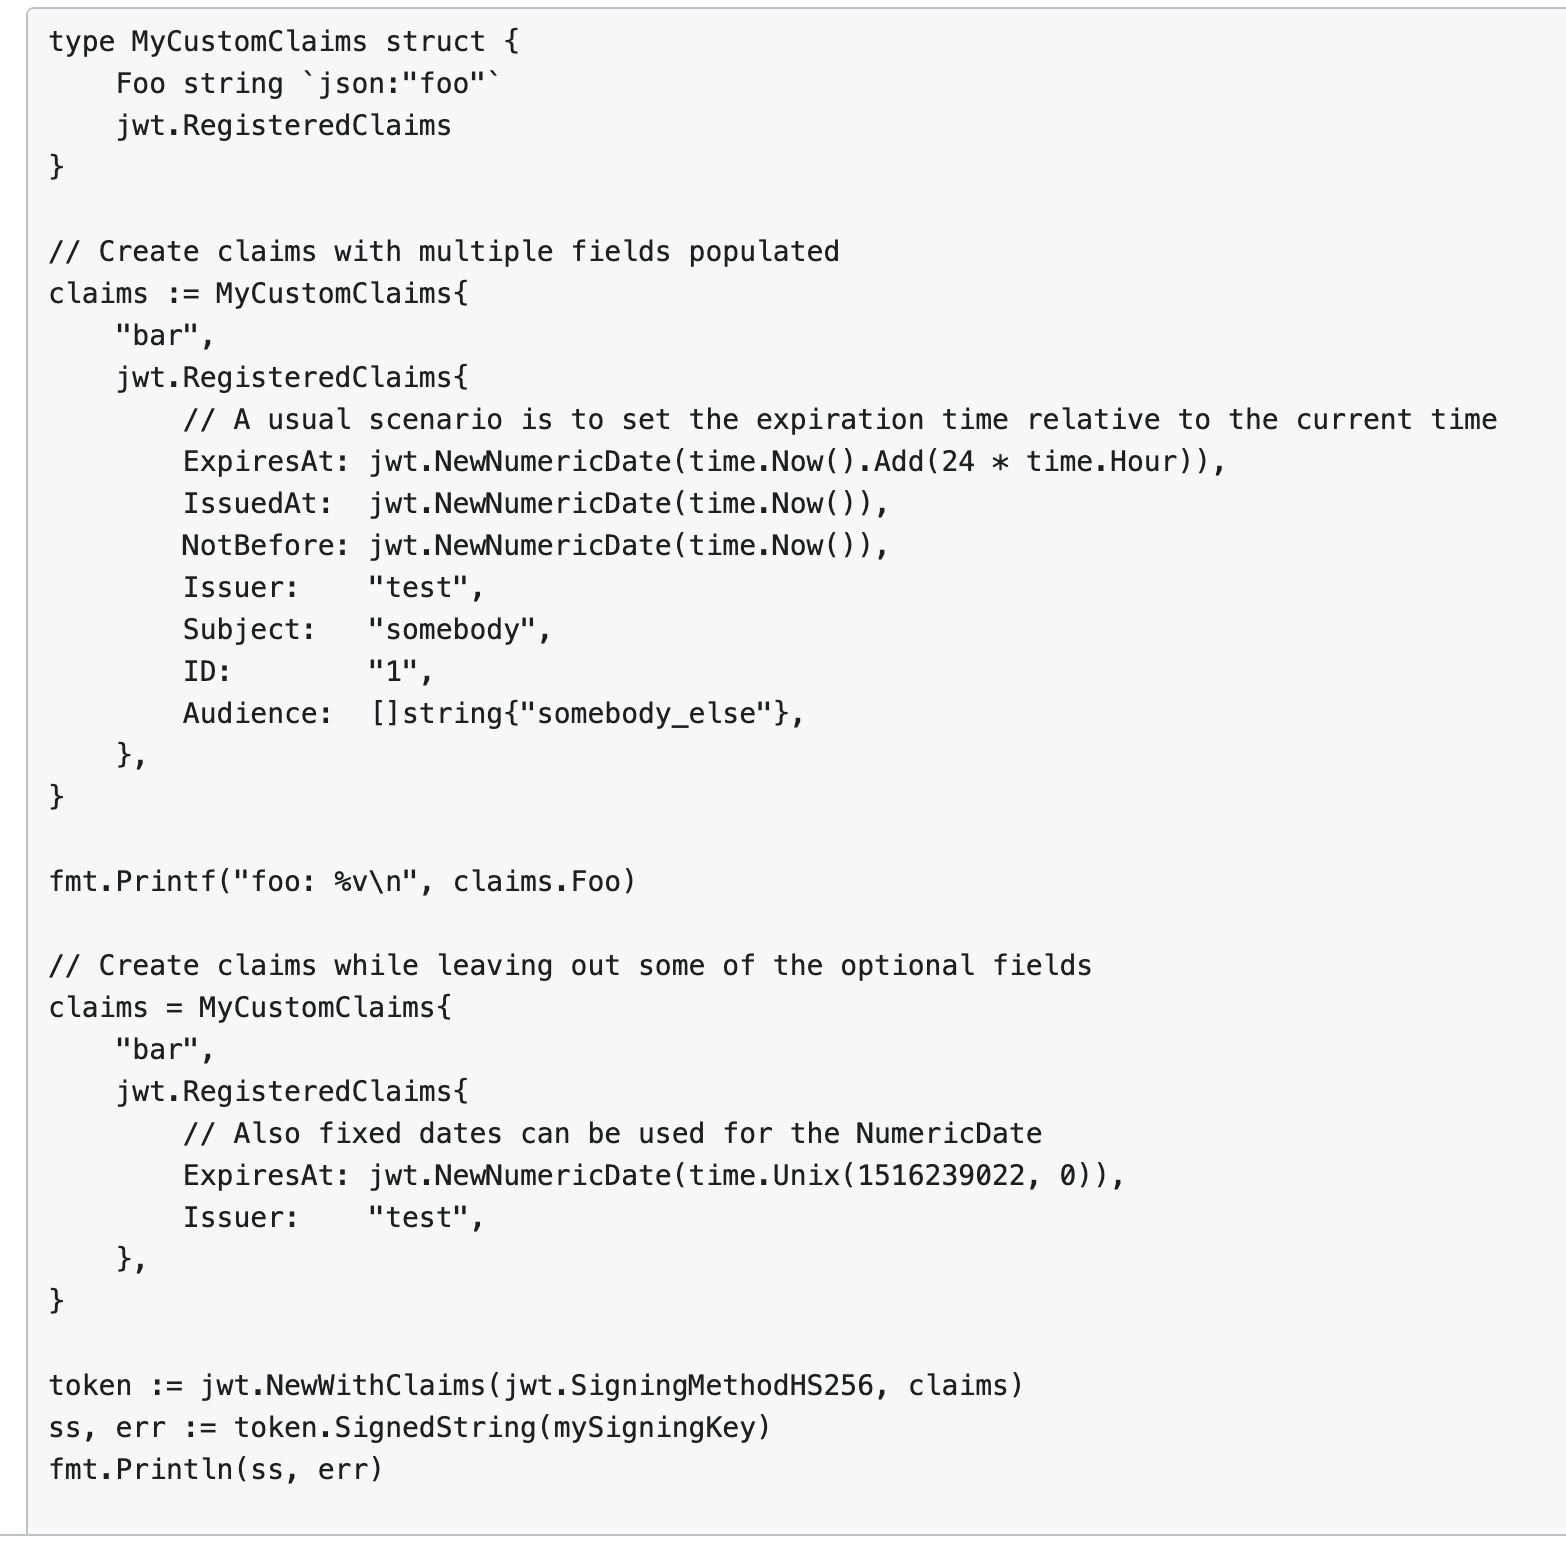 type MyCustomClaims struct {
    Foo string `json:"foo"`
    jwt.RegisteredClaims
}

// Create claims with multiple fields populated
claims := MyCustomClaims{
    "bar",
    jwt.RegisteredClaims{
        // A usual scenario is to set the expiration time relative to the current time
        ExpiresAt: jwt.NewNumericDate(time.Now().Add(24 * time.Hour)),
        IssuedAt:  jwt.NewNumericDate(time.Now()),
        NotBefore: jwt.NewNumericDate(time.Now()),
        Issuer:    "test",
        Subject:   "somebody",
        ID:        "1",
        Audience:  []string{"somebody_else"},
    },
}

fmt.Printf("foo: %v\n", claims.Foo)

// Create claims while leaving out some of the optional fields
claims = MyCustomClaims{
    "bar",
    jwt.RegisteredClaims{
        // Also fixed dates can be used for the NumericDate
        ExpiresAt: jwt.NewNumericDate(time.Unix(1516239022, 0)),
        Issuer:    "test",
    },
}

token := jwt.NewWithClaims(jwt.SigningMethodHS256, claims)
ss, err := token.SignedString(mySigningKey)
fmt.Println(ss, err)